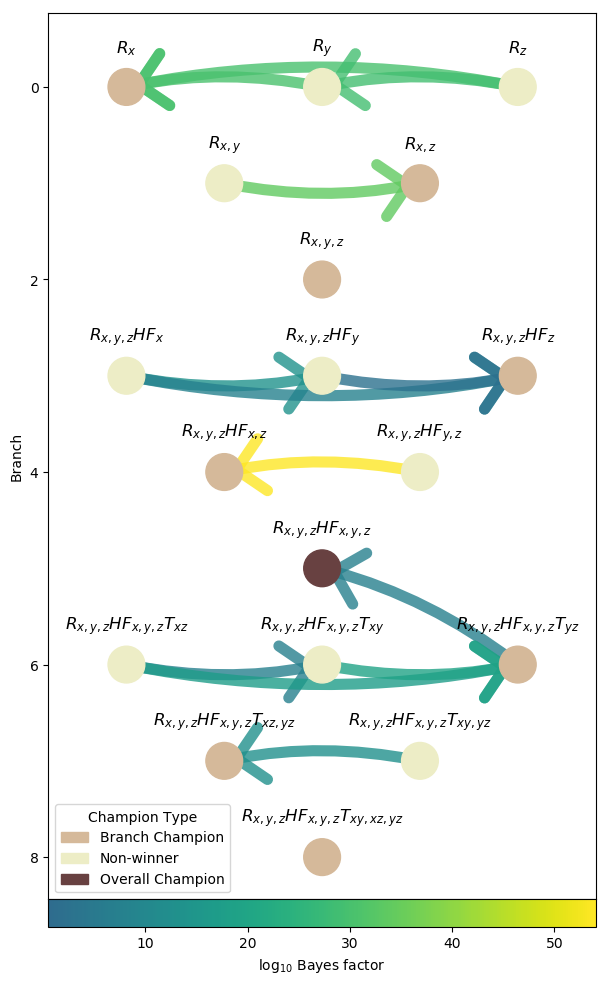 R_x R_y R_z
0
R_{x,y} R_{x,z}
R_{x,y,z}
2
R_{x,y,z}HF_x R_{x,y,z}HF_y R_{x,y,z}HF_z
R_{x,y,z}HF_{x,z} R_{x,y,z}HF_{y,z}
Branch
4
R_{x,y,z}HF_{x,y,z}
R_{x,y,z}HF_{x,y,z}T_{xz} R_{x,y,z}HF_{x,y,z}T_{xy} R_{x,y,z}HF_{x,y,z}T_{yz}
6
R_{x,y,z}HF_{x,y,z}T_{xz,yz} R_{x,y,z}HF_{x,y,z}T_{xy,yz}
R_{x,y,z}HF_{x,y,z}T_{xy,xz,yz}
Champion Type
Branch Champion
Non-winner
Overall Champion
8
10 20 30 40 50
log_{10} Bayes factor